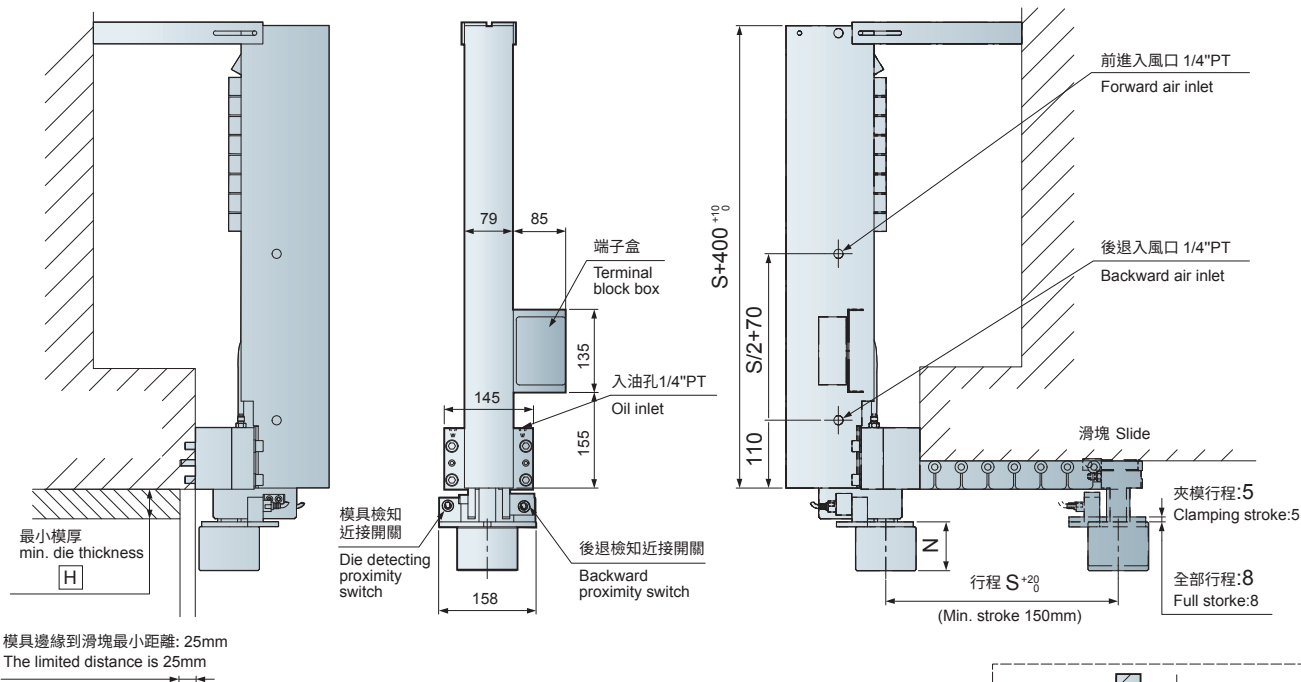 前進入風口 1/4"PT
Forward air inlet
後退入風口 1/4"PT
Backward air inlet
S+400 +10 0
S/2+70
110
79
85
端子盒
Terminal
block box
135
入油孔1/4"PT
Oil inlet
145
155
滑塊 Slide
夾模行程:5
Clamping stroke:5
全部行程:8
Full storke:8
N
行程 S +20 0
(Min. stroke 150mm)
模具檢知
近接開關
Die detecting
proximity
switch
後退檢知近接開關
Backward
proximity switch
158
最小模厚
min. die thickness
H
模具邊緣到滑塊最小距離: 25mm
The limited distance is 25mm